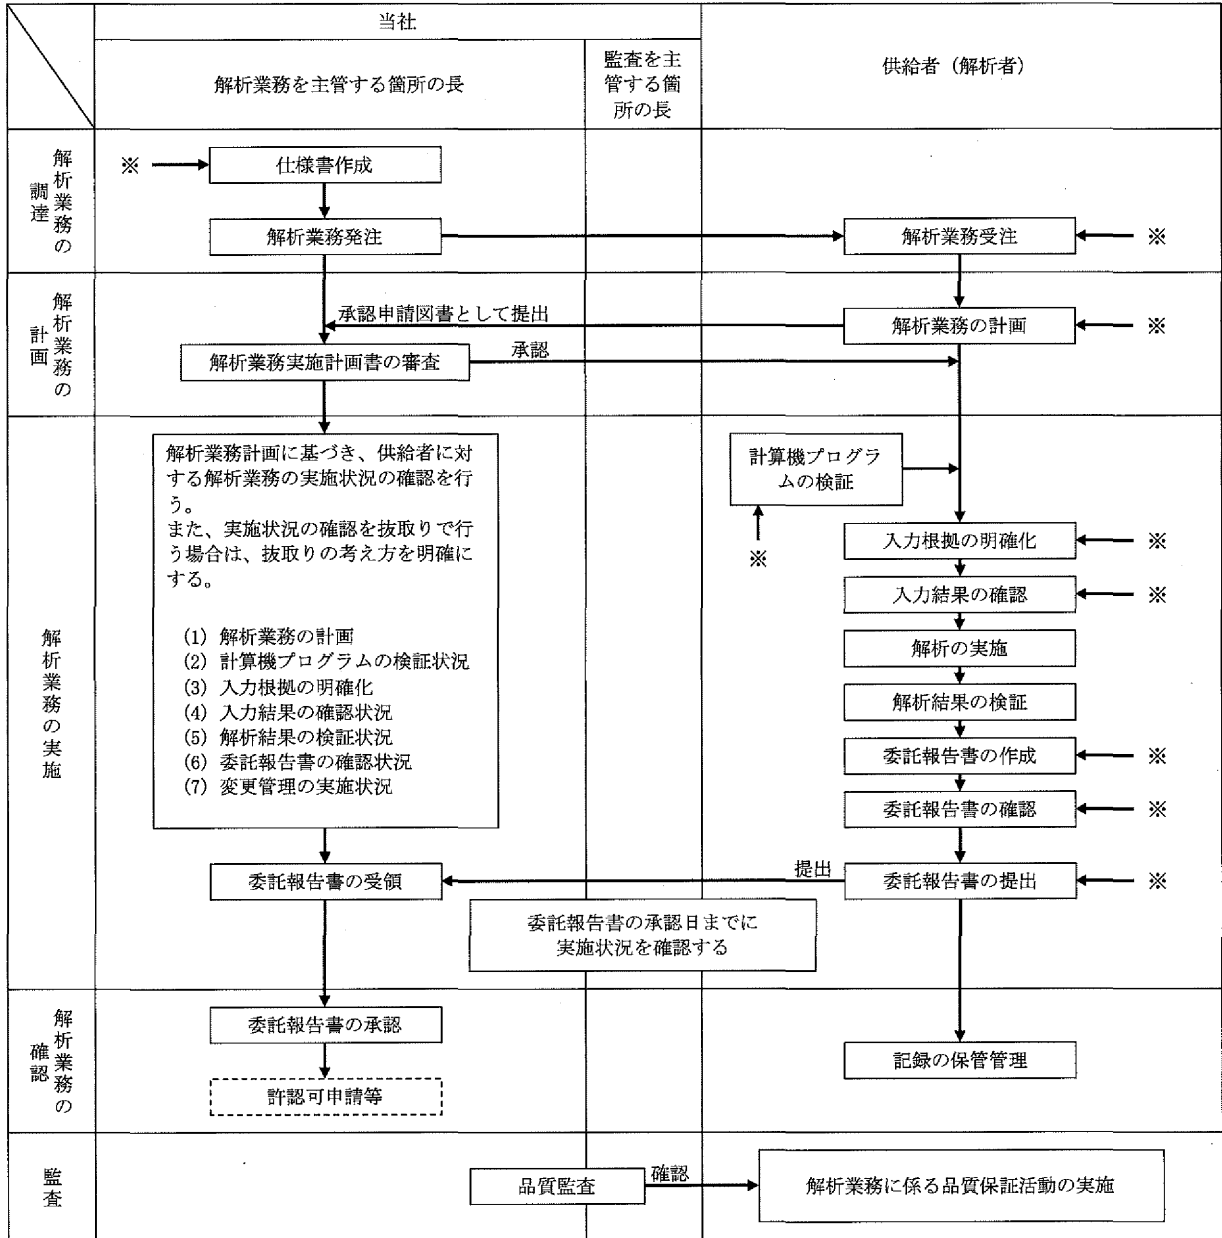 当社
解析業務を主管する箇所の長
監査を主
管する箇
所の長
供給者（解析者）
解析業務の
調達
※
仕様書作成
解析業務発注
解析業務受注
※
解析業務の
計画
承認申請図書として提出
解析業務の計画
※
解析業務実施計画書の審査
承認
解析業務の実施
解析業務計画に基づき、供給者に対
する解析業務の実施状況の確認を行
う。
また、実施状況の確認を抜取りで行
う場合は、抜取りの考え方を明確に
する。
(1) 解析業務の計画
(2) 計算機プログラムの検証状況
(3) 入力根拠の明確化
(4) 入力結果の確認状況
(5) 解析結果の検証状況
(6) 委託報告書の確認状況
(7) 変更管理の実施状況
計算機プログラ
ムの検証
※
入力根拠の明確化
※
入力結果の確認
※
解析の実施
解析結果の検証
委託報告書の作成
※
委託報告書の確認
※
委託報告書の受領
提出
委託報告書の提出
※
委託報告書の承認日までに
実施状況を確認する
解析業務の
確認
委託報告書の承認
許認可申請等
記録の保管管理
監査
品質監査
確認
解析業務に係る品質保証活動の実施